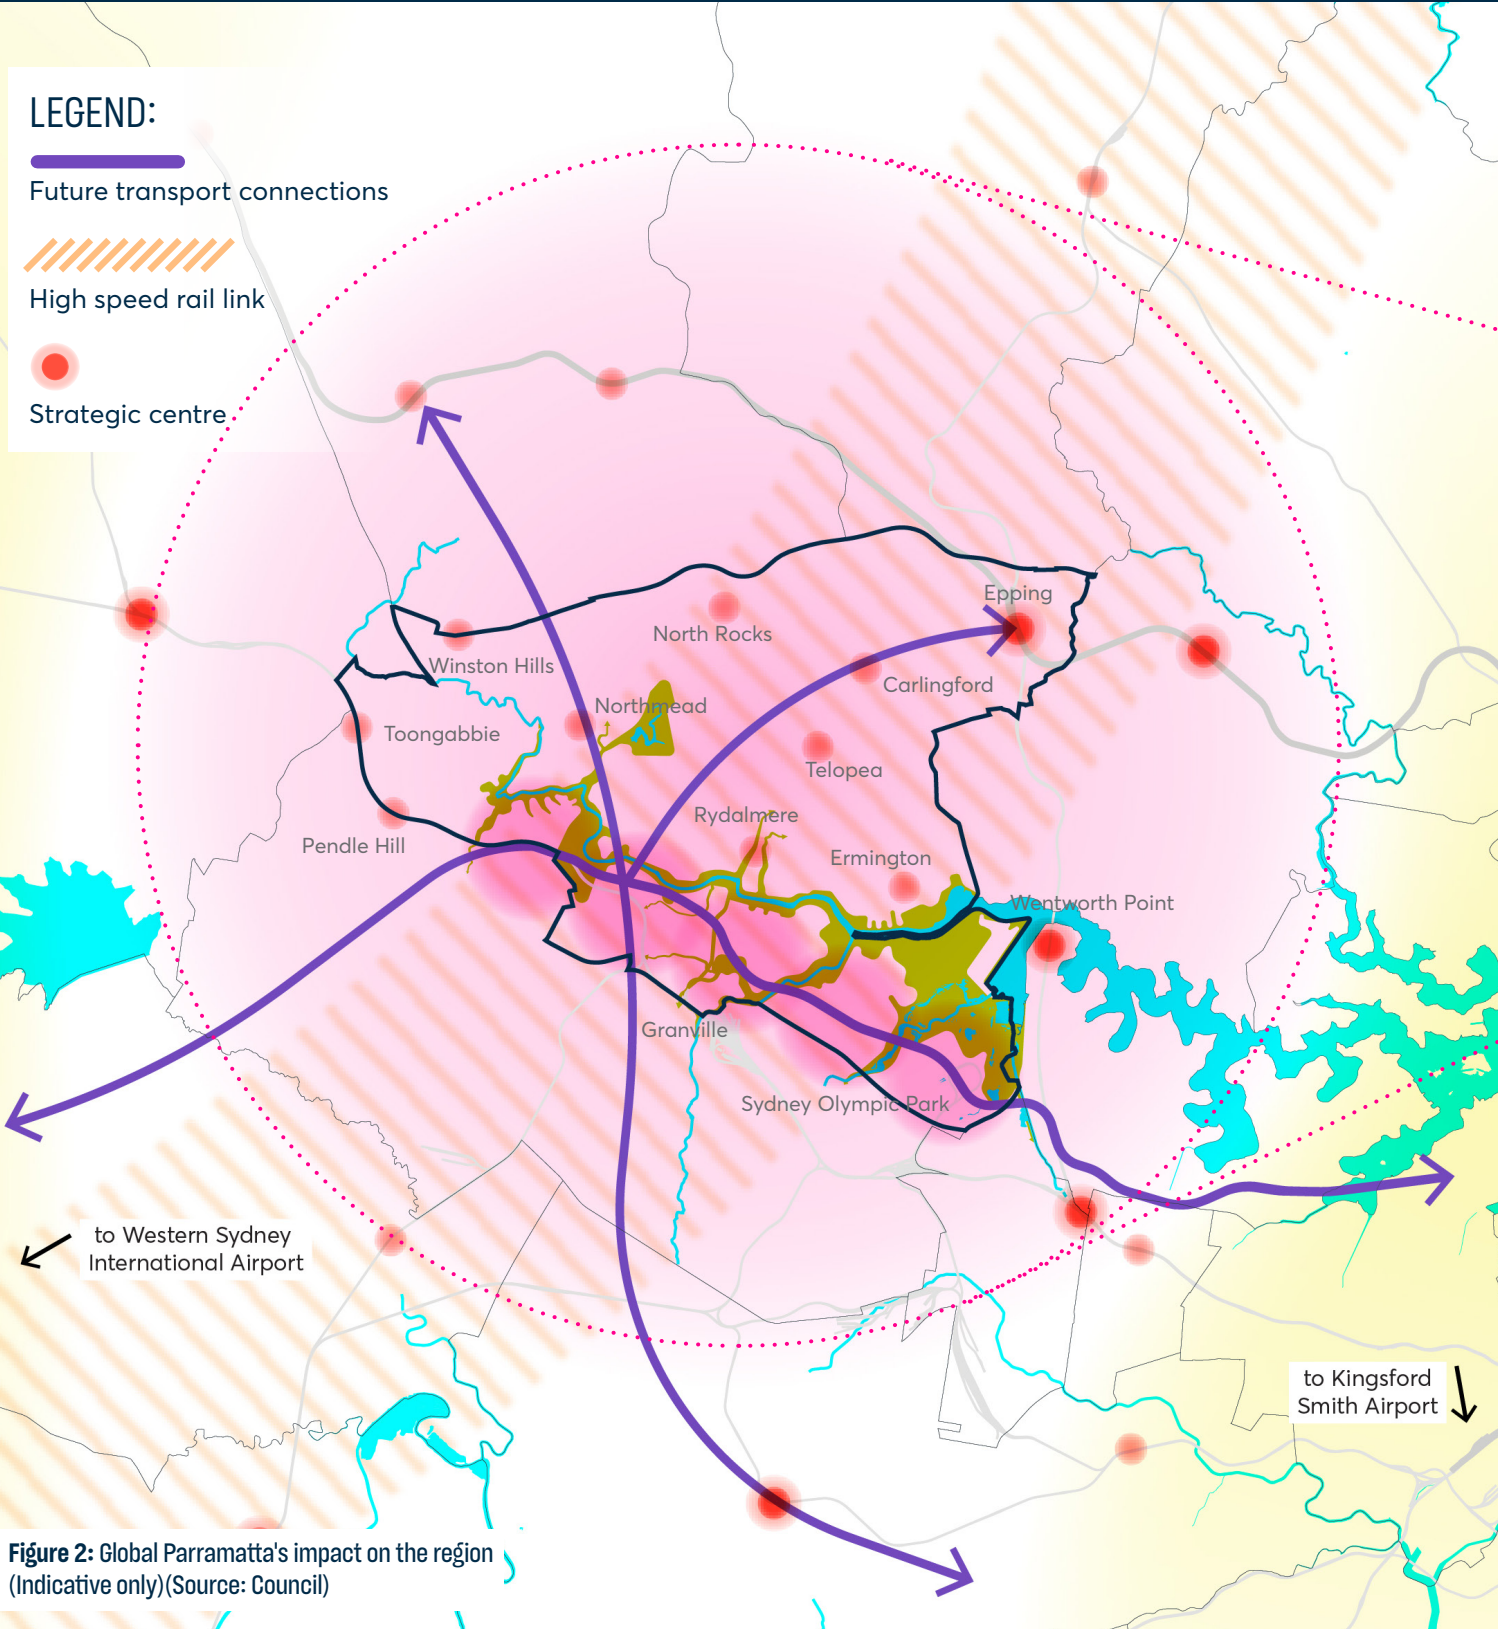 LEGEND:
Future transport connections
High speed rail link
Strategic centre
Epping
North Rocks
Winston Hills
Carlingford
Northmead
Toongabbie
Telopea
Rydalmere
Pendle Hill
Ermington
Wentworth Point
Granville
Sydney Olympic Park
to Western Sydney
International Airport
to Kingsford
Smith Airport
Figure 2: Global Parramatta's impact on the region
(Indicative only)(Source: Council)